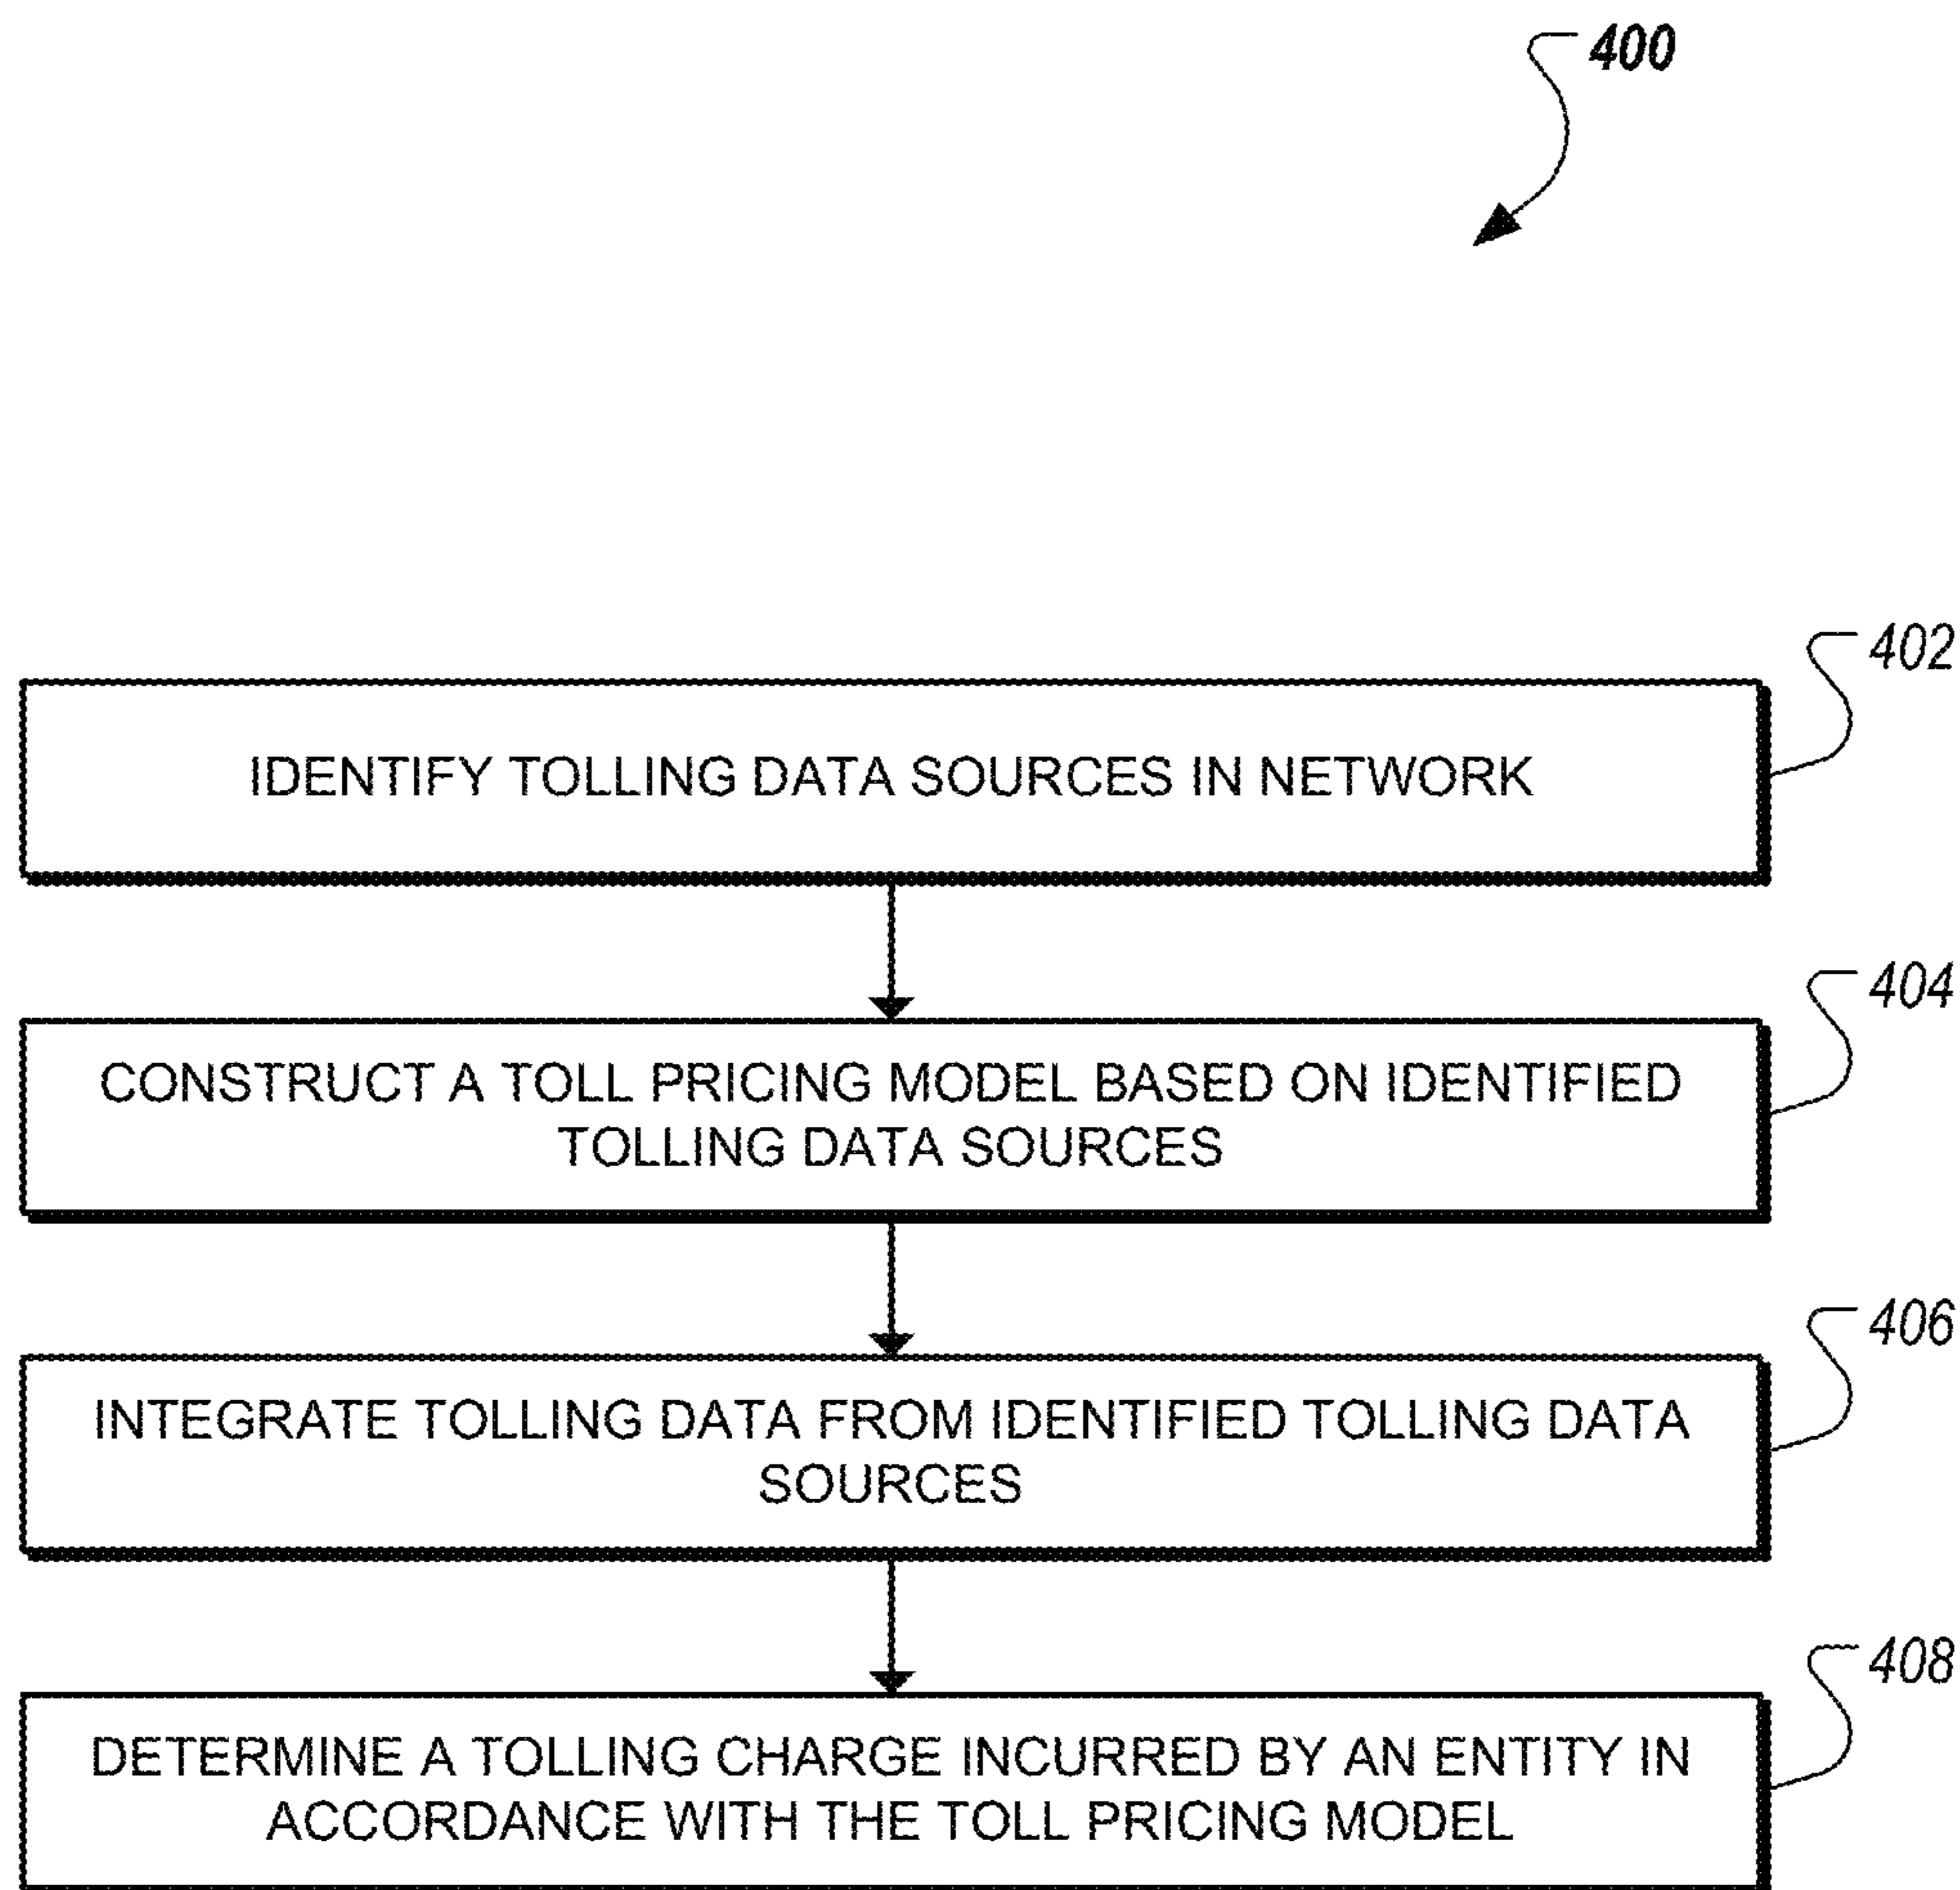 400
402
IDENTIFY TOLLING DATA SOURCES IN NETWORK
404
CONSTRUCT A TOLL PRICING MODEL BASED ON IDENTIFIED
TOLLING DATA SOURCES
406
INTEGRATE TOLLING DATA FROM IDENTIFIED TOLLING DATA
SOURCES
408
DETERMINE A TOLLING CHARGE INCURRED BY AN ENTITY IN
ACCORDANCE WITH THE TOLL PRICING MODEL